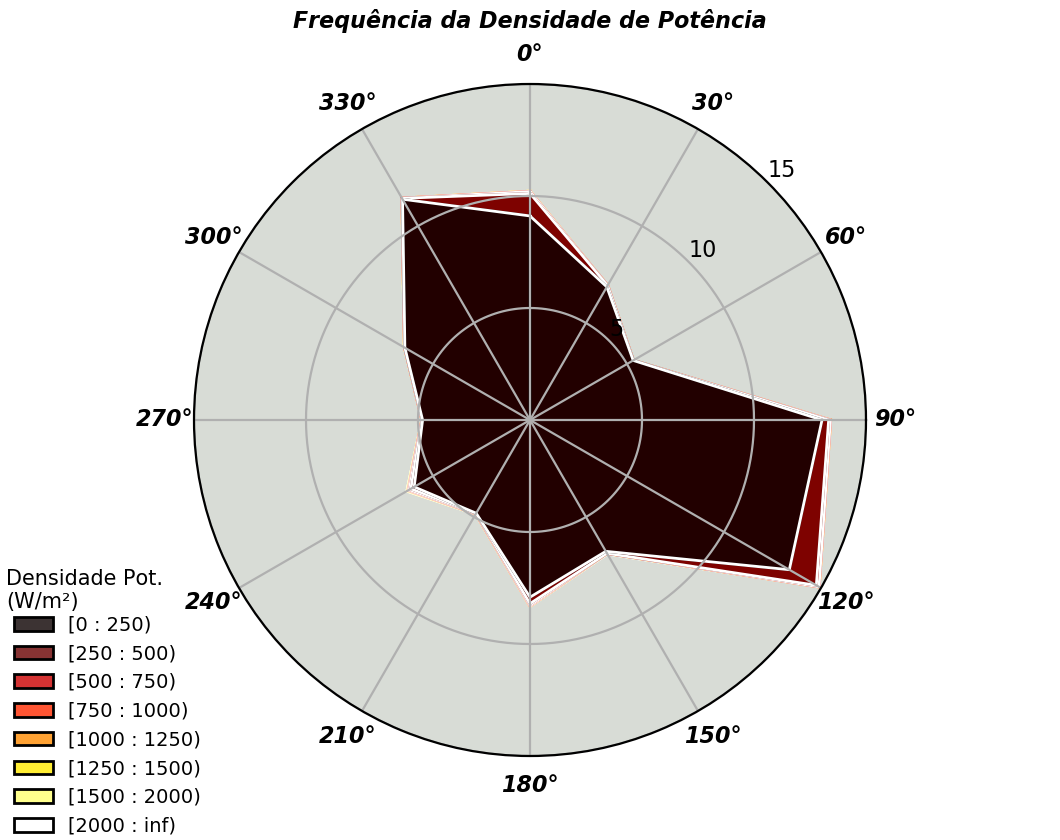 Frequência da Densidade de Potência
0°
330°
30°
15
300°
60°
10
5
270°
90°
Densidade Pot.
(W/m²)
240°
120°
[0 : 250)
[250 : 500)
[500 : 750)
[750 : 1000)
[1000 : 1250)
[1250 : 1500)
[1500 : 2000)
[2000 : inf)
210°
150°
180°